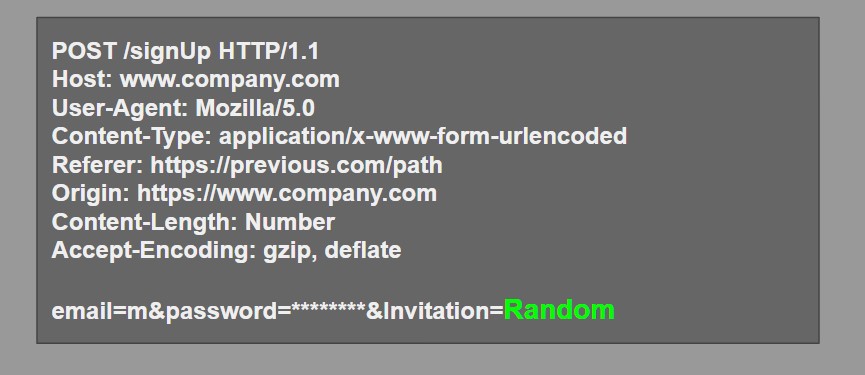 POST /signUp HTTP/1.1
Host: www.company.com
User-Agent: Mozilla/5.0
Content-Type: application/x-www-form-urlencoded
Referer: https://previous.com/path
Origin: https://www.company.com
Content-Length: Number
Accept-Encoding: gzip, deflate
email=m&password=********&Invitation=Random